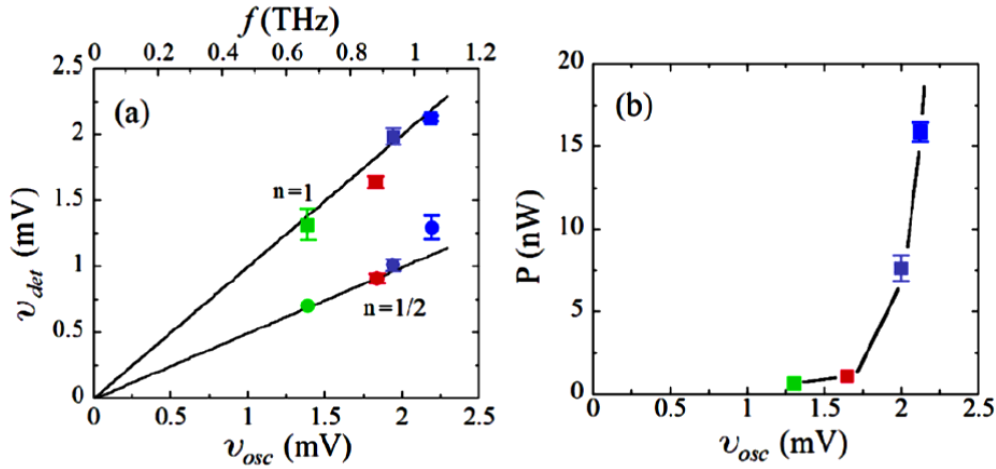 f(THz)
0 0.2 0.4 0.6 0.8 1 1.2
2.5
(a)
2
n=1
1.5
υdet (mV)
1
n=1/2
0.5
0
0 0.5 1 1.5 2 2.5
υosc (mV)
20
(b)
15
P (nW)
10
5
0
0 0.5 1 1.5 2 2.5
υosc (mV)